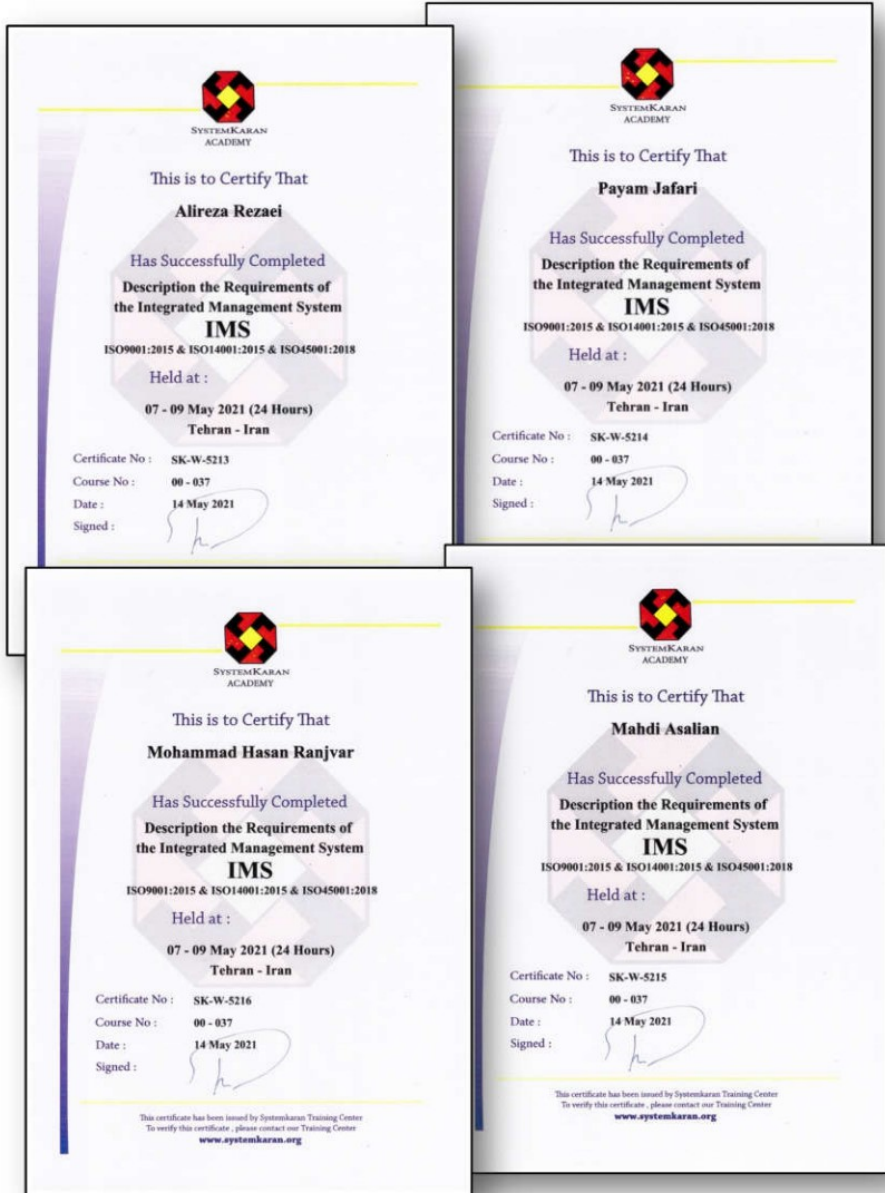 SYSTEMKARAN
ACADEMY
This is to Certify That
Alireza Rezaei
Has Successfully Completed
Description the Requirements of
the Integrated Management System
IMS
ISO9001:2015 & ISO14001:2015 & ISO45001:2018
Held at :
07 - 09 May 2021 (24 Hours)
Tehran - Iran
Certificate No : SK-W-5213
Course No : 00 - 037
Date : 14 May 2021
Signed :
SYSTEMKARAN
ACADEMY
This is to Certify That
Payam Jafari
Has Successfully Completed
Description the Requirements of
the Integrated Management System
IMS
ISO9001:2015 & ISO14001:2015 & ISO45001:2018
Held at :
07 - 09 May 2021 (24 Hours)
Tehran - Iran
Certificate No : SK-W-5214
Course No : 00 - 037
Date : 14 May 2021
Signed :
SYSTEMKARAN
ACADEMY
This is to Certify That
Mohammad Hasan Ranjvar
Has Successfully Completed
Description the Requirements of
the Integrated Management System
IMS
ISO9001:2015 & ISO14001:2015 & ISO45001:2018
Held at :
07 - 09 May 2021 (24 Hours)
Tehran - Iran
Certificate No : SK-W-5216
Course No : 00 - 037
Date : 14 May 2021
Signed :
This certificate has been issued by Systemkaran Training Center
To verify this certificate , please contact our Training Center
www.systemkaran.org
SYSTEMKARAN
ACADEMY
This is to Certify That
Mahdi Asalian
Has Successfully Completed
Description the Requirements of
the Integrated Management System
IMS
ISO9001:2015 & ISO14001:2015 & ISO45001:2018
Held at :
07 - 09 May 2021 (24 Hours)
Tehran - Iran
Certificate No : SK-W-5215
Course No : 00 - 037
Date : 14 May 2021
Signed :
This certificate has been issued by Systemkaran Training Center
To verify this certificate , please contact our Training Center
www.systemkaran.org